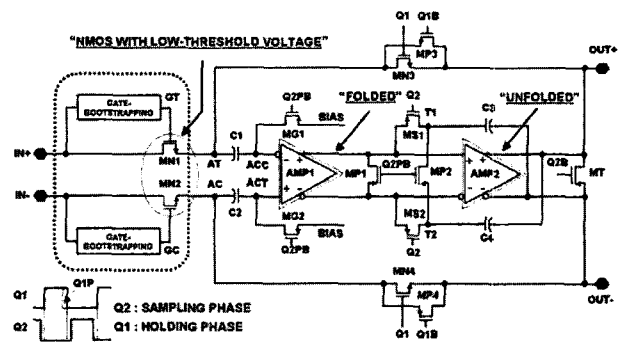 "NMOS WITH LOW-THRESHOLD VOLTAGE"
Q1
Q1B
MP3
MN3
OUT+
GATE-
BOOTSTRAPPING
GT
MN1
AT
C1
Q2PB
BIAS
MG1
ACC
"FOLDED"
Q2
T1
MS1
C3
"UNFOLDED"
IN+
AMP1
MP1
Q2PB
MP2
AMP2
Q2B
MT
IN-
MN2
AC
C2
ACT
MG2
BIAS
Q2PB
MS2
T2
Q2
C4
GATE-
BOOTSTRAPPING
GC
MN4
MP4
Q1
Q1B
OUT-
Q1P
Q1
Q2
Q2 : SAMPLING PHASE
Q1 : HOLDING PHASE